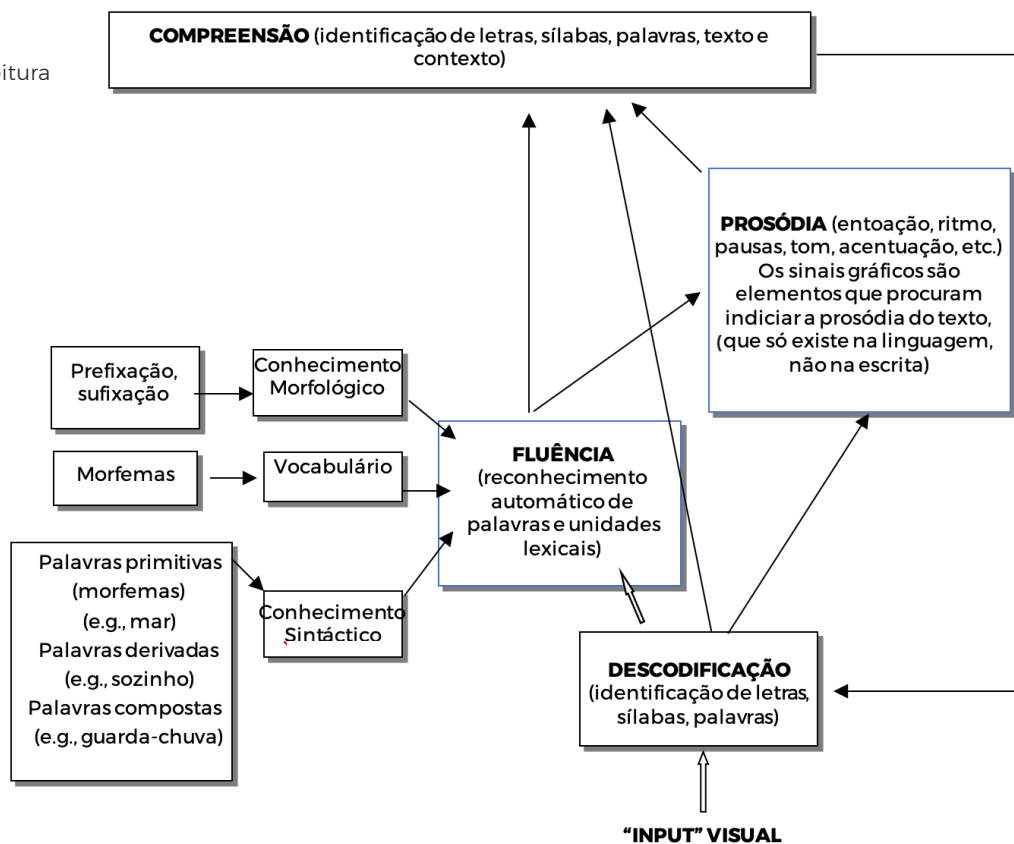 COMPREENSÃO (identificação de letras, sílabas, palavras, texto e
contexto)
itura
PROSÓDIA (entoação, ritmo,
pausas, tom, acentuação, etc.)
Os sinais gráficos são
elementos que procuram
indiciar a prosódia do texto,
(que só existe na linguagem,
não na escrita)
Prefixação,
sufixação
Conhecimento
Morfológico
Morfemas
Vocabulário
FLUÊNCIA
(reconhecimento
automático de
palavras e unidades
lexicais)
Palavras primitivas
(morfemas)
(e.g., mar)
Palavras derivadas
(e.g., sozinho)
Palavras compostas
(e.g., guarda-chuva)
Conhecimento
Sintáctico
DESCODIFICAÇÃO
(identificação de letras,
sílabas, palavras)
“INPUT” VISUAL